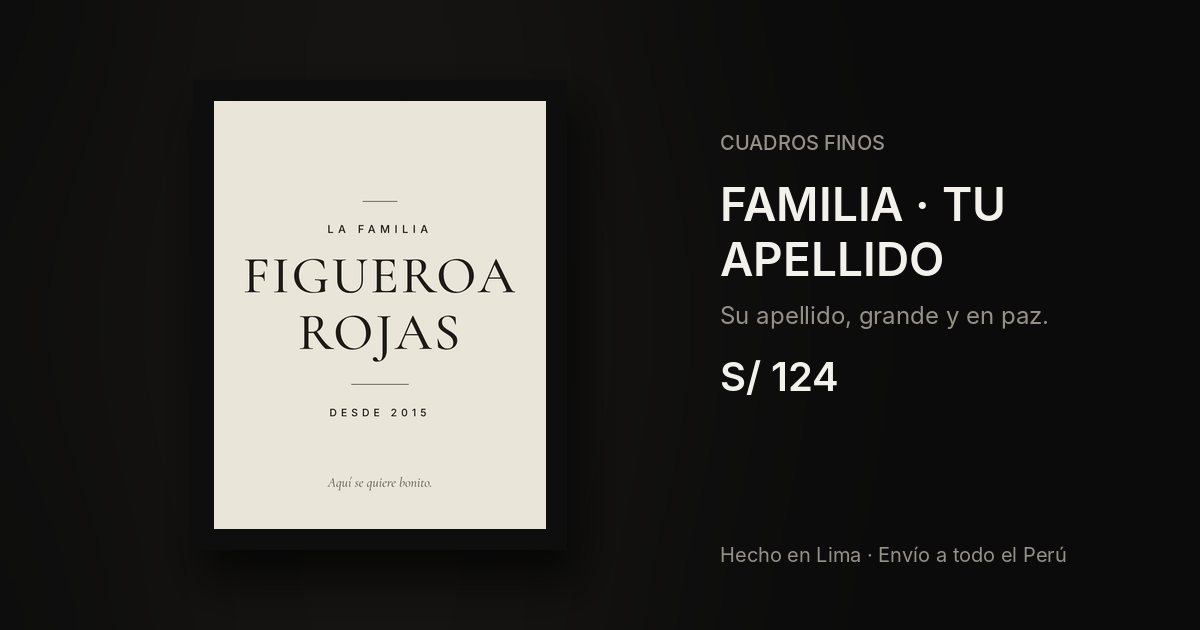 LA FAMILIA
FIGUEROA
ROJAS
DESDE 2015
Aquí se quiere bonito.
CUADROS FINOS
FAMILIA · TU
APELLIDO
Su apellido, grande y en paz.
S/ 124
Hecho en Lima · Envío a todo el Perú